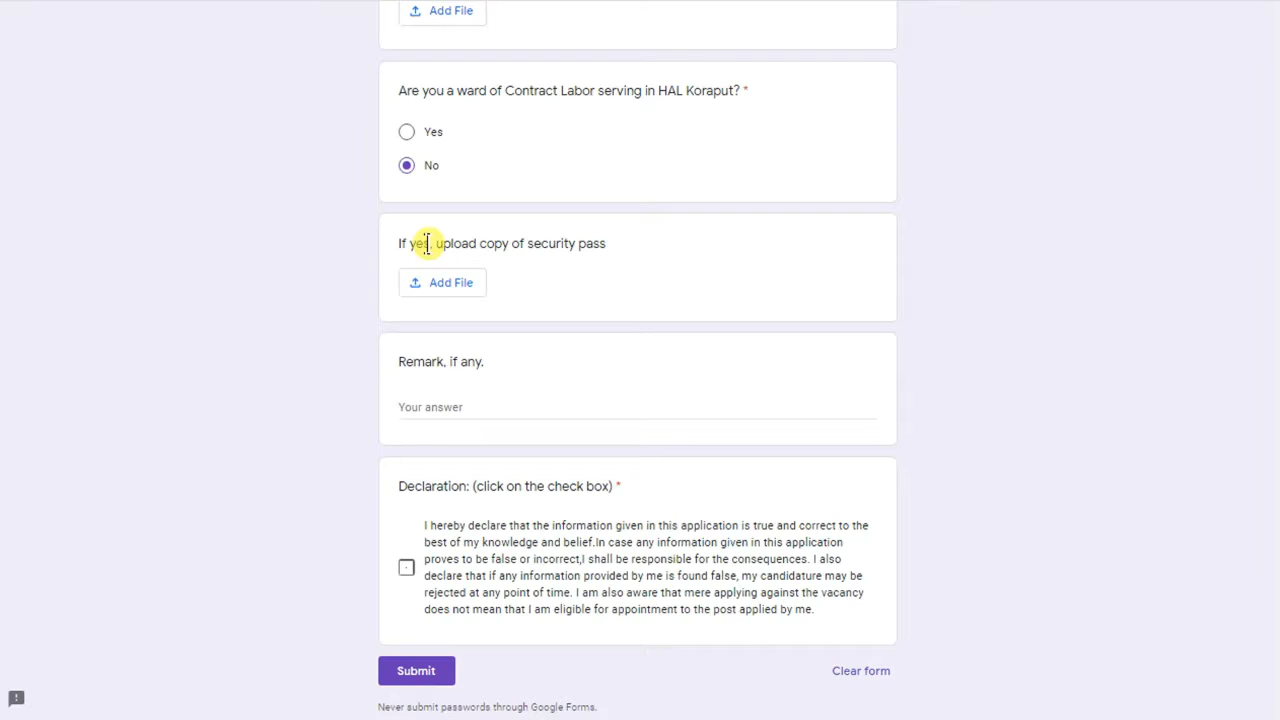 Add File
Are you a ward of Contract Labor serving in HAL Koraput? *
Yes
No
If yes, upload copy of security pass
Add File
Remark, if any.
Your answer
Declaration: (click on the check box) *
I hereby declare that the information given in this application is true and correct to the
best of my knowledge and belief.In case any information given in this application
proves to be false or incorrect,I shall be responsible for the consequences. I also
declare that if any information provided by me is found false, my candidature may be
rejected at any point of time. I am also aware that mere applying against the vacancy
does not mean that I am eligible for appointment to the post applied by me.
Submit
Clear form
Never submit passwords through Google Forms.